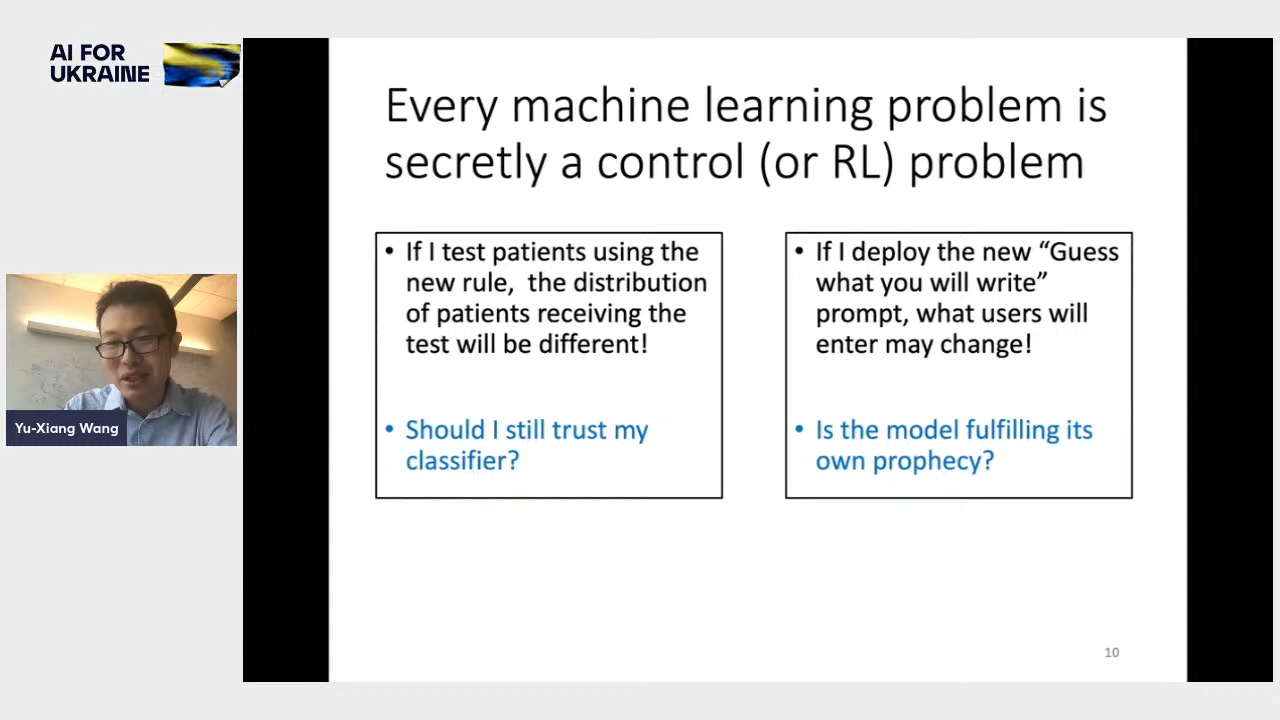 AI FOR
UKRAINE
Every machine learning problem is
secretly a control (or RL) problem
• If I test patients using the
new rule, the distribution
of patients receiving the
test will be different!
• Should I still trust my
classifier?
• If I deploy the new “Guess
what you will write”
prompt, what users will
enter may change!
• Is the model fulfilling its
own prophecy?
Yu-Xiang Wang
10